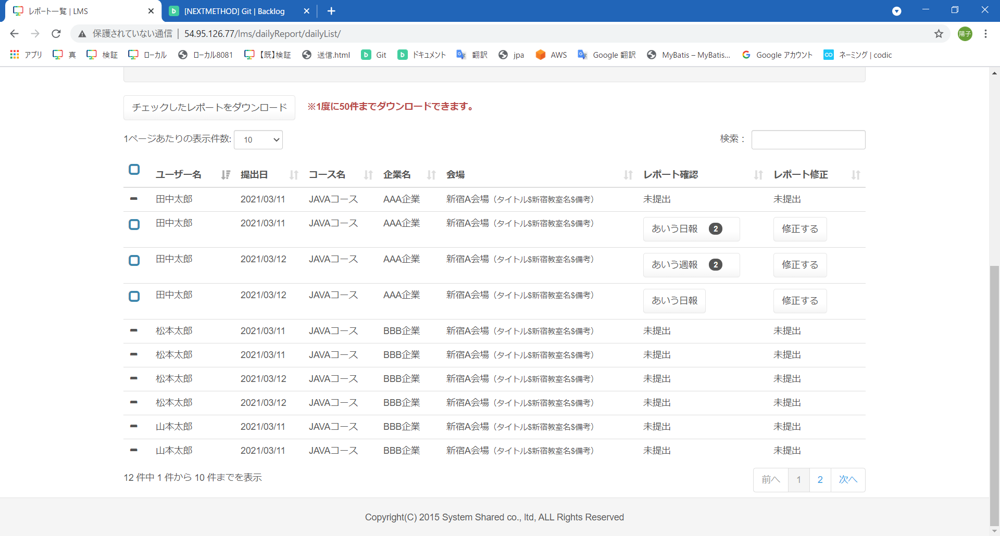 レポート一覧 | LMS
[NEXTMETHOD] Git | Backlog
保護されていない通信 | 54.95.126.77/lms/dailyReport/dailyList/
陽子
アプリ 真 検証 ローカル ローカル8081 【既】検証 送信.html Git ドキュメント 翻訳 jpa AWS Google 翻訳 MyBatis – MyBatis... Google アカウント ネーミング | codic
チェックしたレポートをダウンロード ※1度に50件までダウンロードできます。
1ページあたりの表示件数: 10 検索：
ユーザー名 提出日 コース名 企業名 会場 レポート確認 レポート修正
田中太郎 2021/03/11 JAVAコース AAA企業 新宿A会場（タイトル$新宿教室名$備考） 未提出 未提出
田中太郎 2021/03/11 JAVAコース AAA企業 新宿A会場（タイトル$新宿教室名$備考） あいう日報 2 修正する
田中太郎 2021/03/12 JAVAコース AAA企業 新宿A会場（タイトル$新宿教室名$備考） あいう週報 2 修正する
田中太郎 2021/03/12 JAVAコース AAA企業 新宿A会場（タイトル$新宿教室名$備考） あいう日報 修正する
松本太郎 2021/03/11 JAVAコース BBB企業 新宿A会場（タイトル$新宿教室名$備考） 未提出 未提出
松本太郎 2021/03/11 JAVAコース BBB企業 新宿A会場（タイトル$新宿教室名$備考） 未提出 未提出
松本太郎 2021/03/12 JAVAコース BBB企業 新宿A会場（タイトル$新宿教室名$備考） 未提出 未提出
松本太郎 2021/03/12 JAVAコース BBB企業 新宿A会場（タイトル$新宿教室名$備考） 未提出 未提出
山本太郎 2021/03/11 JAVAコース BBB企業 新宿A会場（タイトル$新宿教室名$備考） 未提出 未提出
山本太郎 2021/03/11 JAVAコース BBB企業 新宿A会場（タイトル$新宿教室名$備考） 未提出 未提出
12 件中 1 件から 10 件までを表示 前へ 1 2 次へ
Copyright(C) 2015 System Shared co., ltd, ALL Rights Reserved